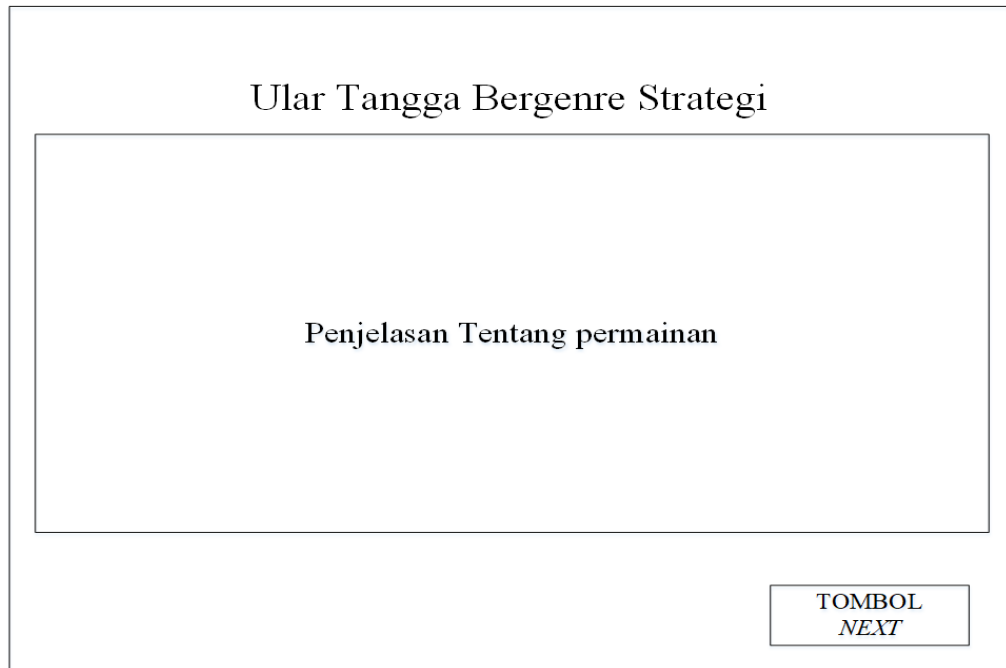 Ular Tangga Bergenre Strategi
Penjelasan Tentang permainan
TOMBOL
NEXT